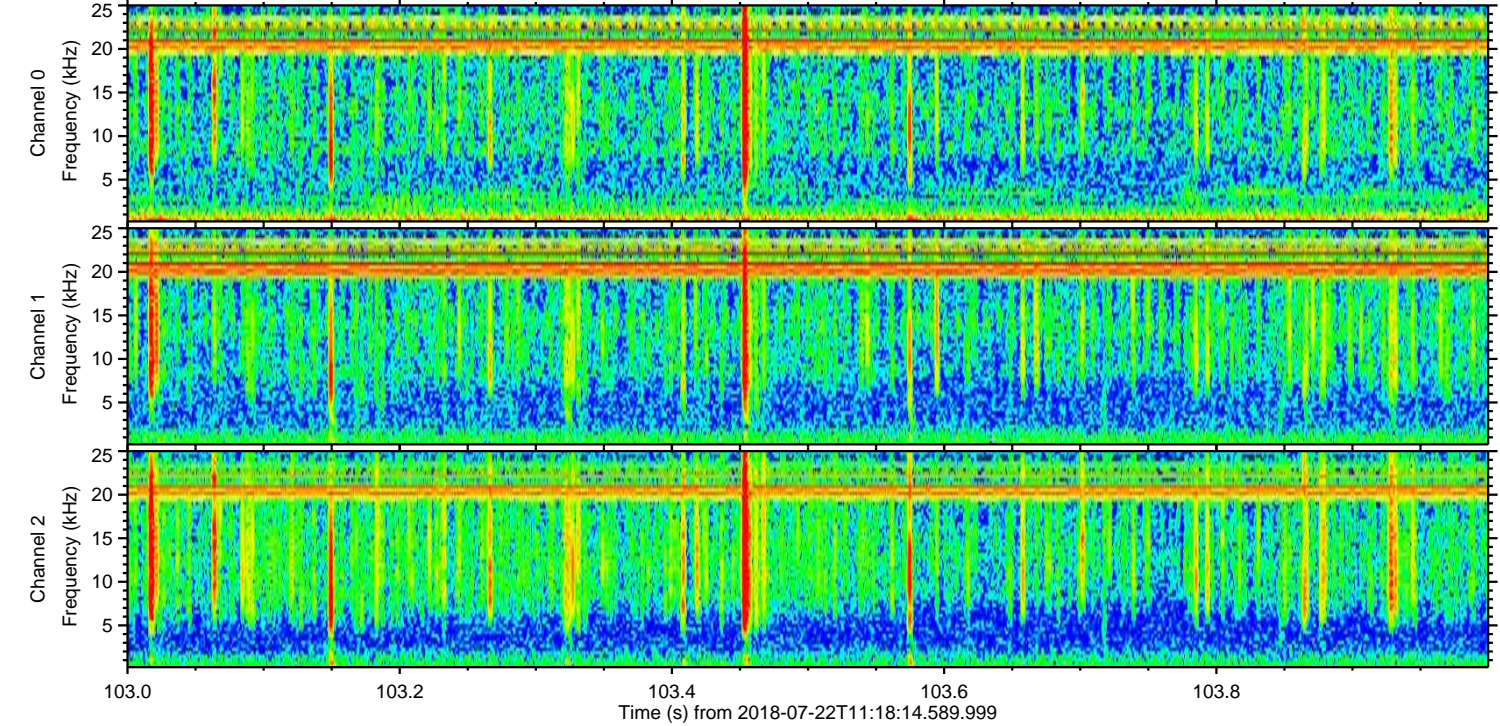 25
20
15
10
5
Channel 0
Frequency (kHz)
25
20
15
10
5
Channel 1
Frequency (kHz)
25
20
15
10
5
Channel 2
Frequency (kHz)
103.0 103.2 103.4 103.6 103.8
Time (s) from 2018-07-22T11:18:14.589.999